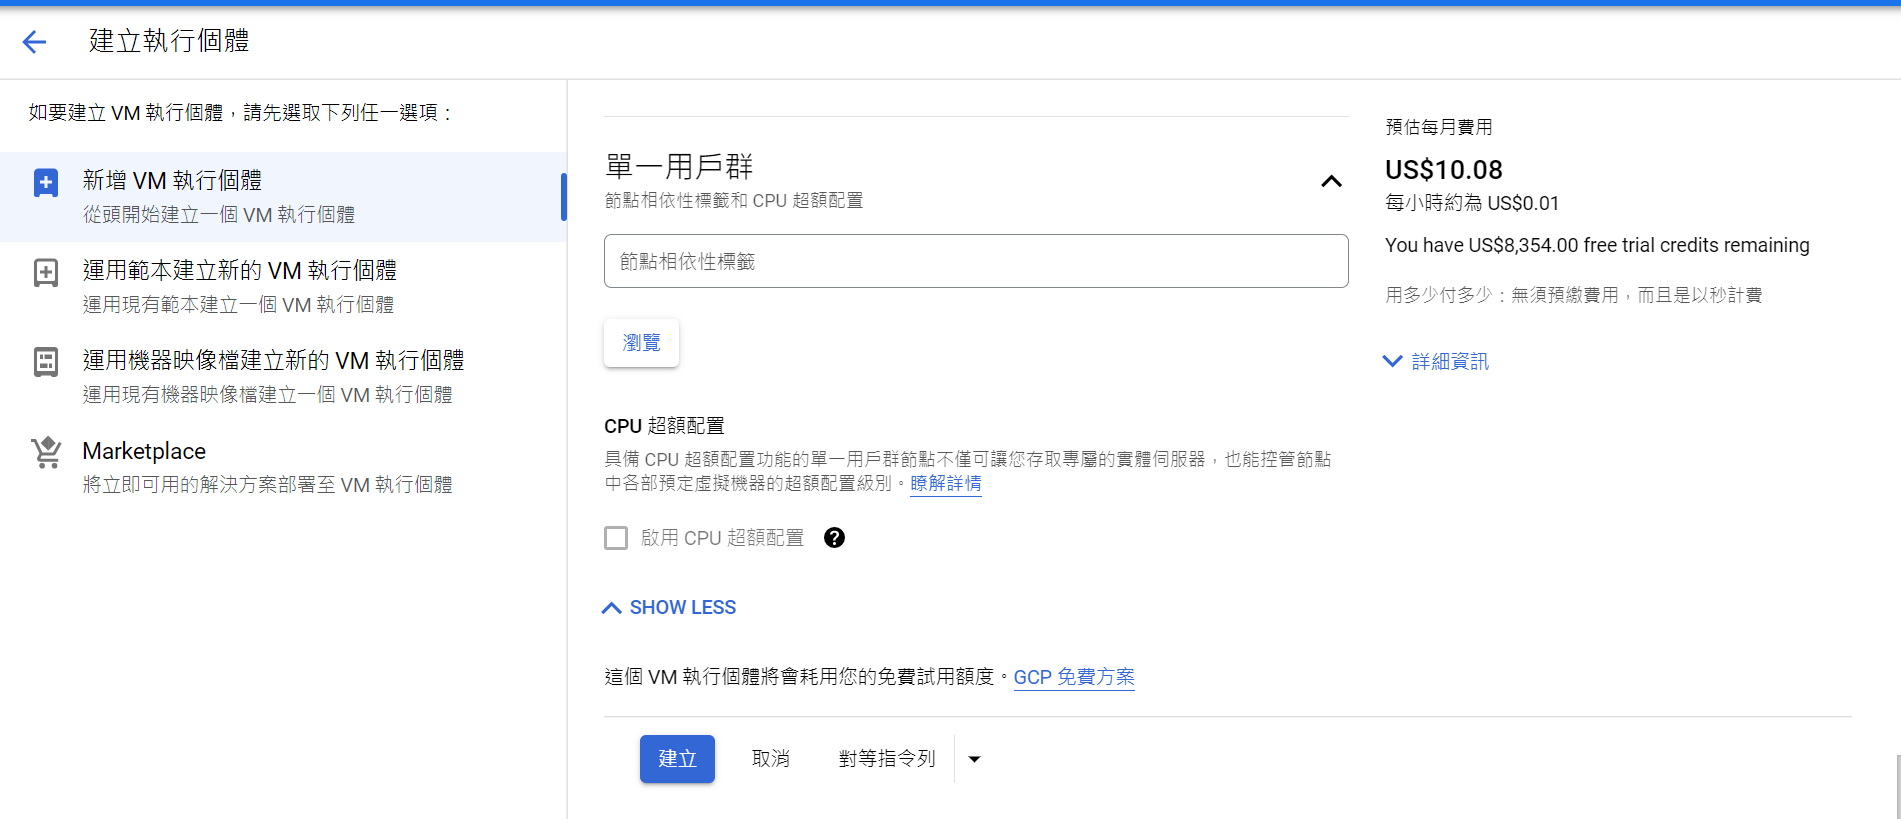 建立執行個體
如要建立 VM 執行個體，請先選取下列任一選項：
新增 VM 執行個體
從頭開始建立一個 VM 執行個體
運用範本建立新的 VM 執行個體
運用現有範本建立一個 VM 執行個體
運用機器映像檔建立新的 VM 執行個體
運用現有機器映像檔建立一個 VM 執行個體
Marketplace
將立即可用的解決方案部署至 VM 執行個體
單一用戶群
節點相依性標籤和 CPU 超額配置
節點相依性標籤
瀏覽
CPU 超額配置
具備 CPU 超額配置功能的單一用戶群節點不僅可讓您存取專屬的實體伺服器，也能控管節點
中各部預定虛擬機器的超額配置級別。瞭解詳情
啟用 CPU 超額配置
SHOW LESS
這個 VM 執行個體將會耗用您的免費試用額度。GCP 免費方案
建立 取消 對等指令列
預估每月費用
US$10.08
每小時約為 US$0.01
You have US$8,354.00 free trial credits remaining
用多少付多少：無須預繳費用，而且是以秒計費
詳細資訊